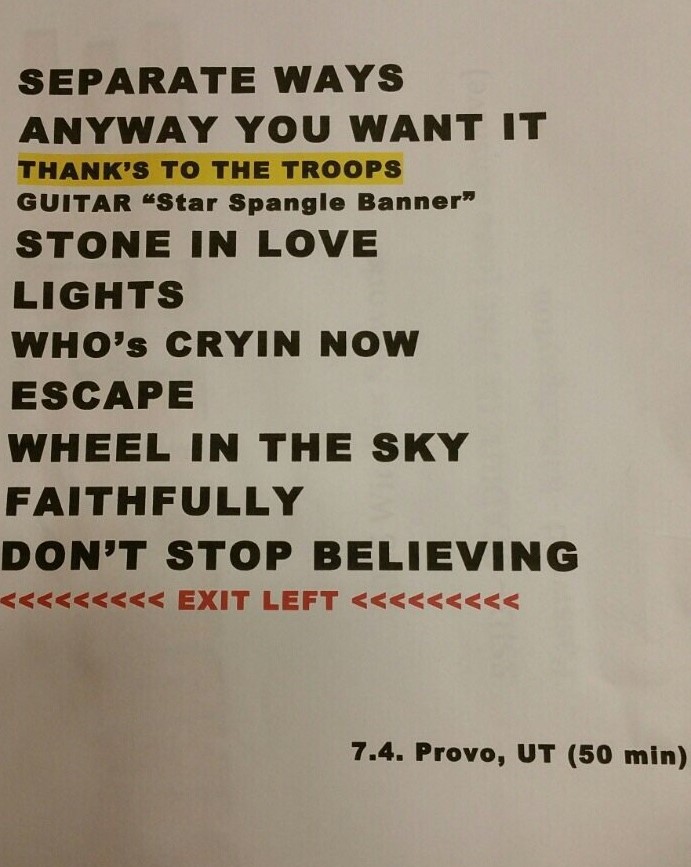 SEPARATE WAYS
ANYWAY YOU WANT IT
THANK'S TO THE TROOPS
GUITAR “Star Spangle Banner”
STONE IN LOVE
LIGHTS
WHO's CRYIN NOW
ESCAPE
WHEEL IN THE SKY
FAITHFULLY
DON'T STOP BELIEVING
<<<<<<<<< EXIT LEFT <<<<<<<<<
7.4. Provo, UT (50 min)